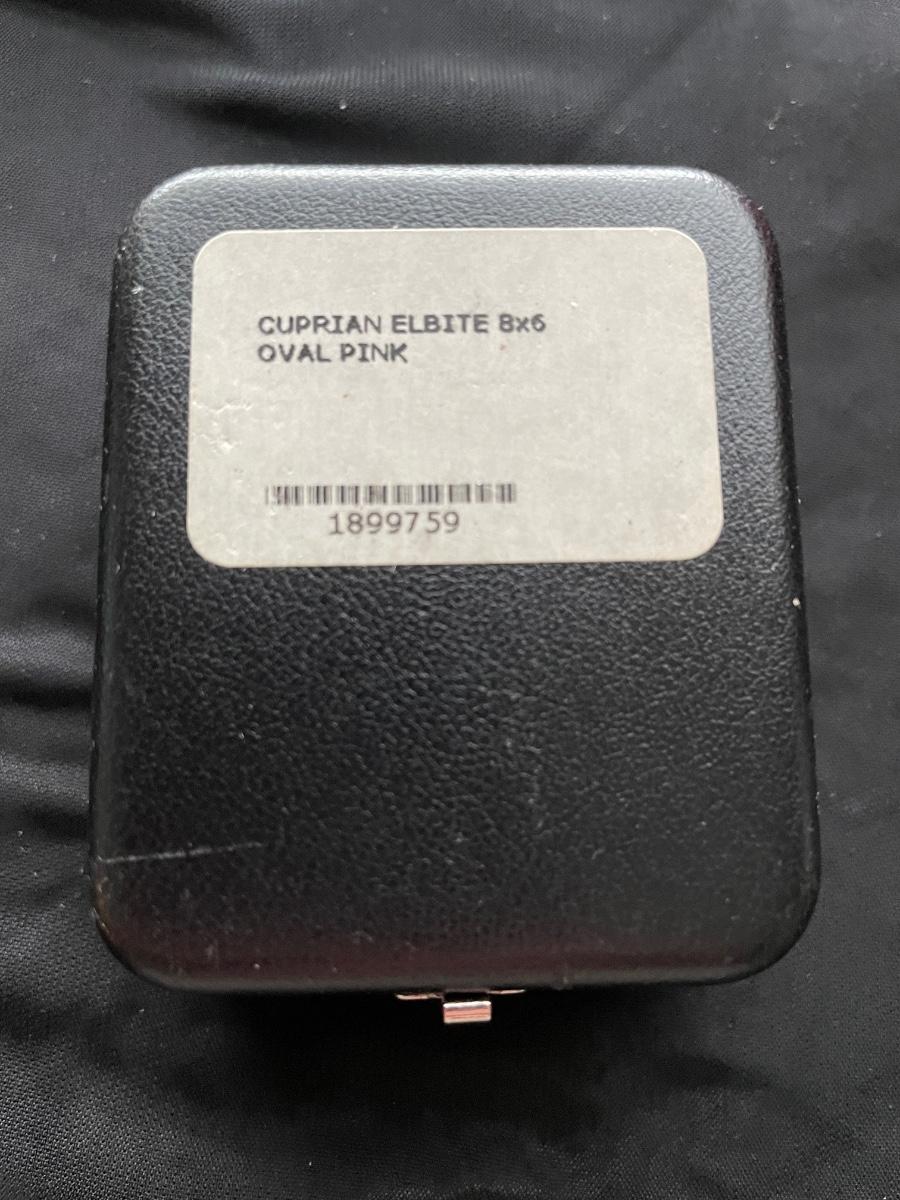 CUPRIAN ELBITE 8x6
OVAL PINK
1899759